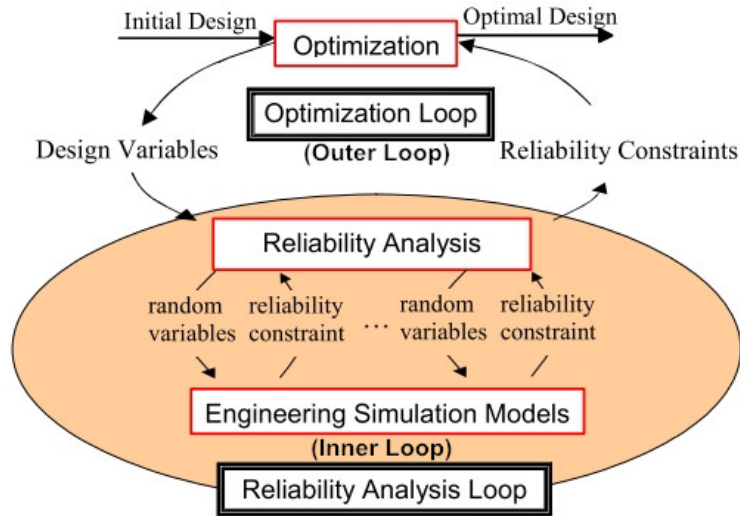 Initial Design
Optimization
Optimal Design
Optimization Loop
(Outer Loop)
Design Variables
Reliability Constraints
Reliability Analysis
random
variables
reliability
constraint
...
random
variables
reliability
constraint
Engineering Simulation Models
(Inner Loop)
Reliability Analysis Loop